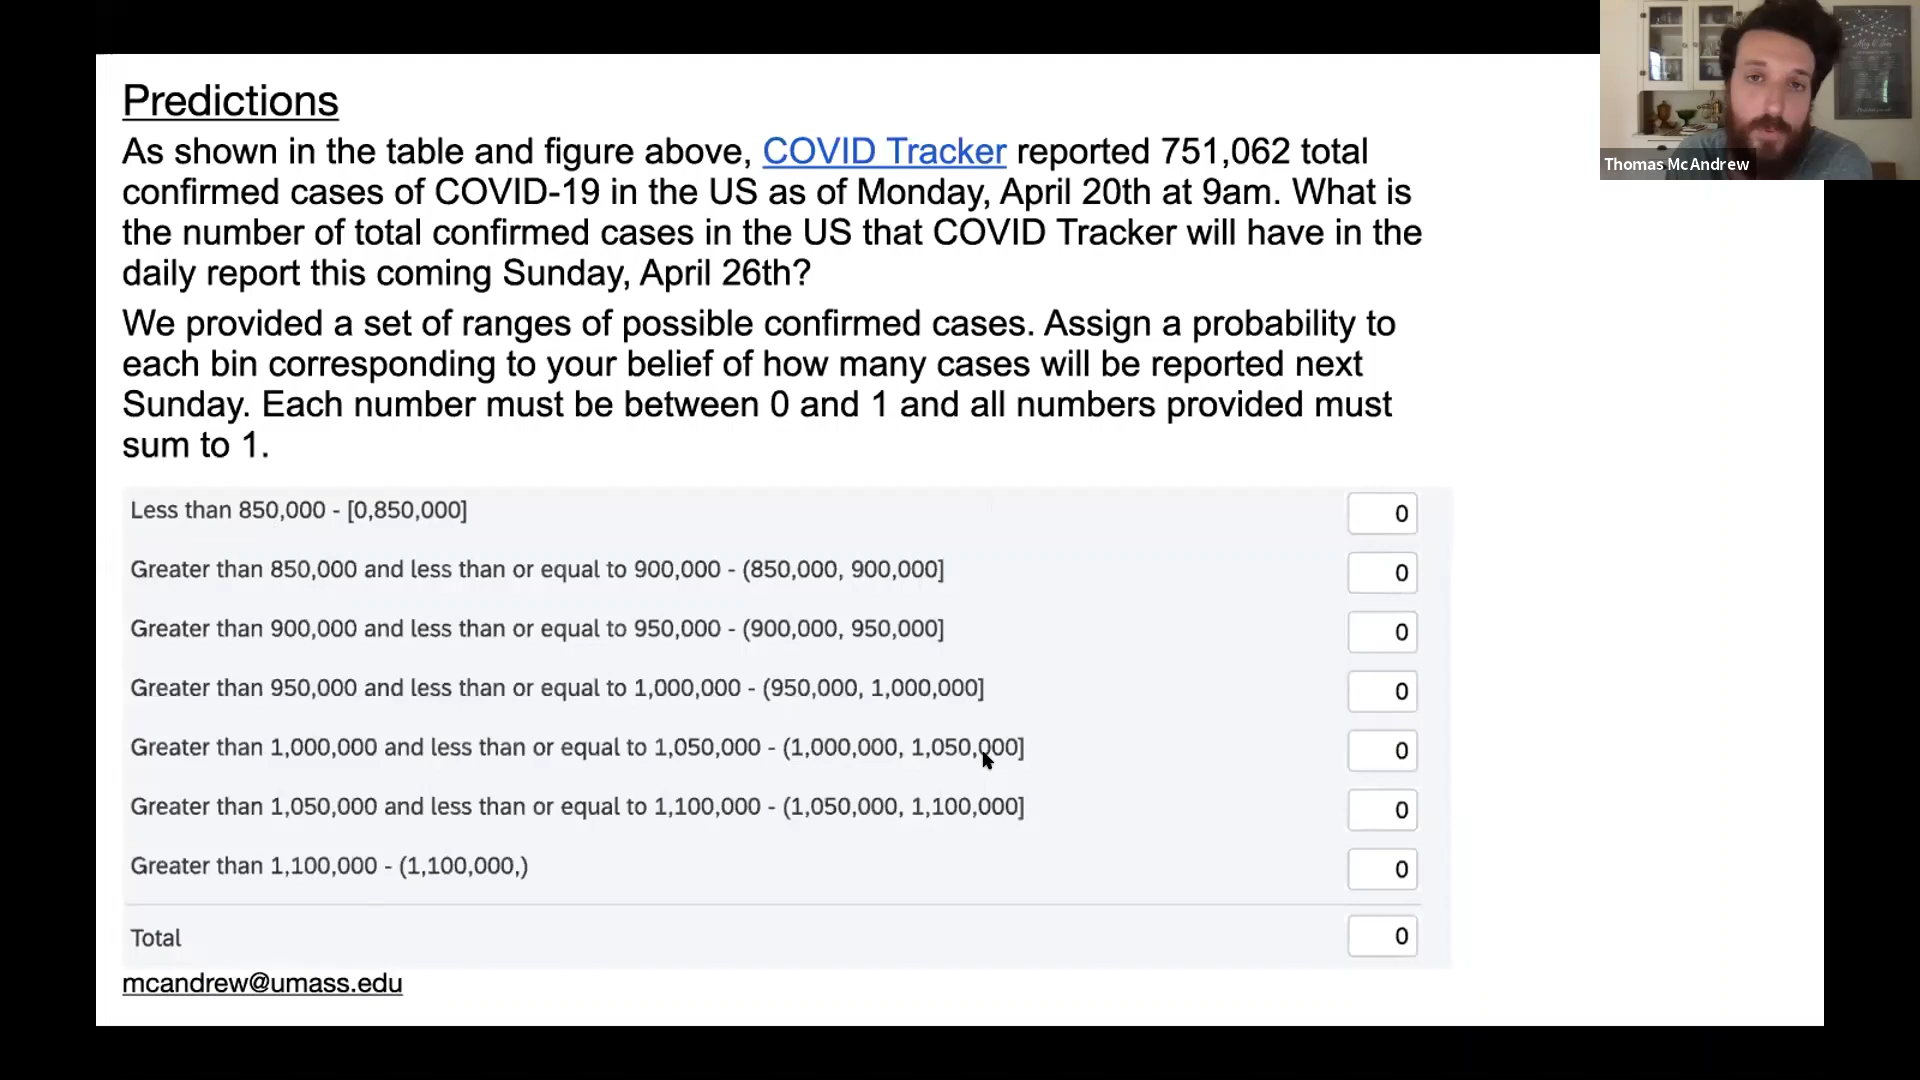 Predictions
As shown in the table and figure above, COVID Tracker reported 751,062 total
confirmed cases of COVID-19 in the US as of Monday, April 20th at 9am. What is
the number of total confirmed cases in the US that COVID Tracker will have in the
daily report this coming Sunday, April 26th?
We provided a set of ranges of possible confirmed cases. Assign a probability to
each bin corresponding to your belief of how many cases will be reported next
Sunday. Each number must be between 0 and 1 and all numbers provided must
sum to 1.
Less than 850,000 - [0,850,000] 0
Greater than 850,000 and less than or equal to 900,000 - (850,000, 900,000] 0
Greater than 900,000 and less than or equal to 950,000 - (900,000, 950,000] 0
Greater than 950,000 and less than or equal to 1,000,000 - (950,000, 1,000,000] 0
Greater than 1,000,000 and less than or equal to 1,050,000 - (1,000,000, 1,050,000] 0
Greater than 1,050,000 and less than or equal to 1,100,000 - (1,050,000, 1,100,000] 0
Greater than 1,100,000 - (1,100,000,) 0
Total 0
mcandrew@umass.edu
Thomas McAndrew